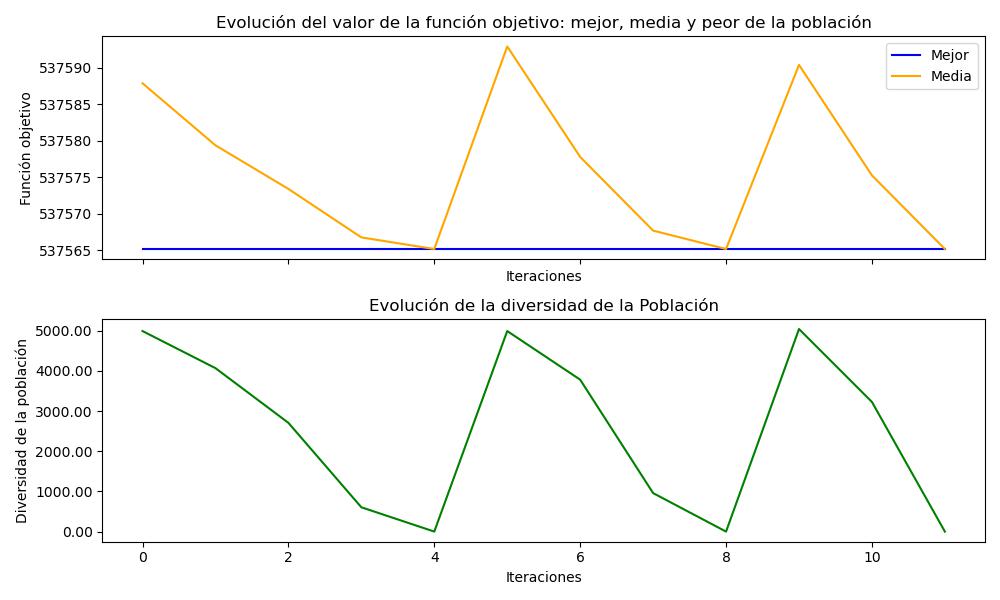 Evolución del valor de la función objetivo: mejor, media y peor de la población
Función objetivo
537590
537585
537580
537575
537570
537565
Mejor
Media
Iteraciones
Evolución de la diversidad de la Población
Diversidad de la población
5000.00
4000.00
3000.00
2000.00
1000.00
0.00
0 2 4 6 8 10
Iteraciones